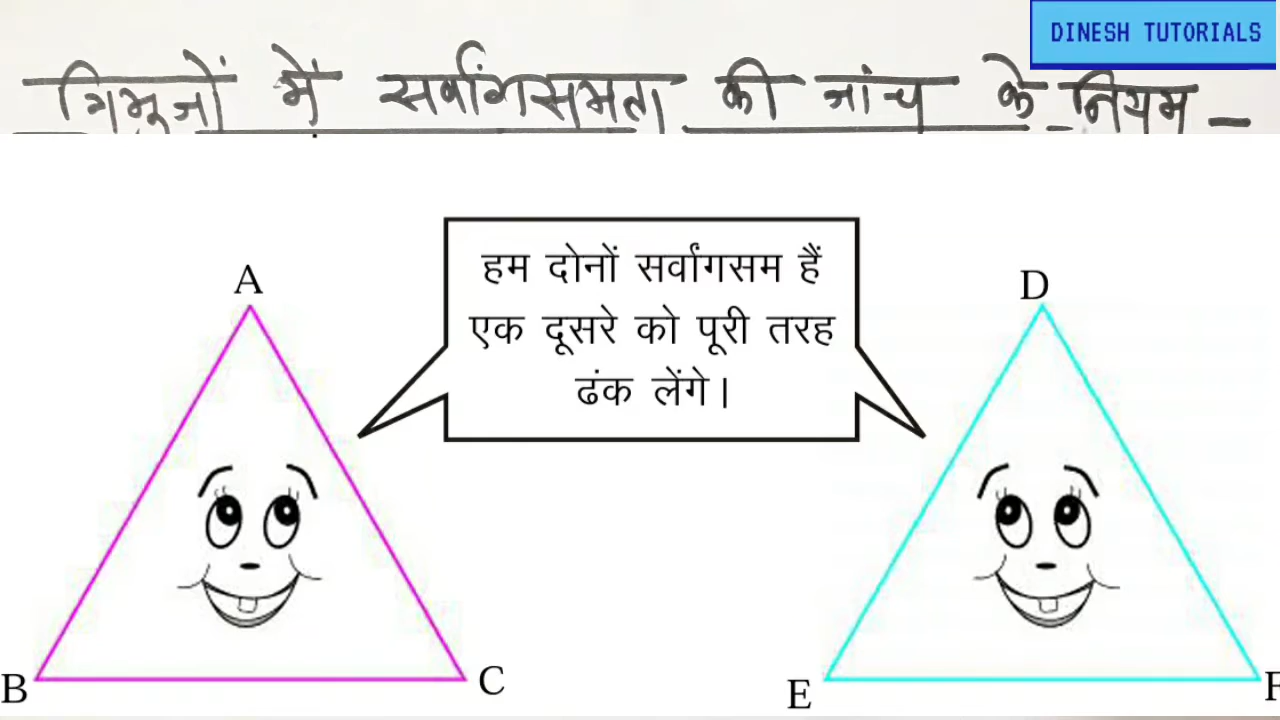 DINESH TUTORIALS
त्रिभुजों में सर्वांगसमता की जांच के नियम -
हम दोनों सर्वांगसम हैं
एक दूसरे को पूरी तरह
ढंक लेंगे।
A
D
B
C
E
F